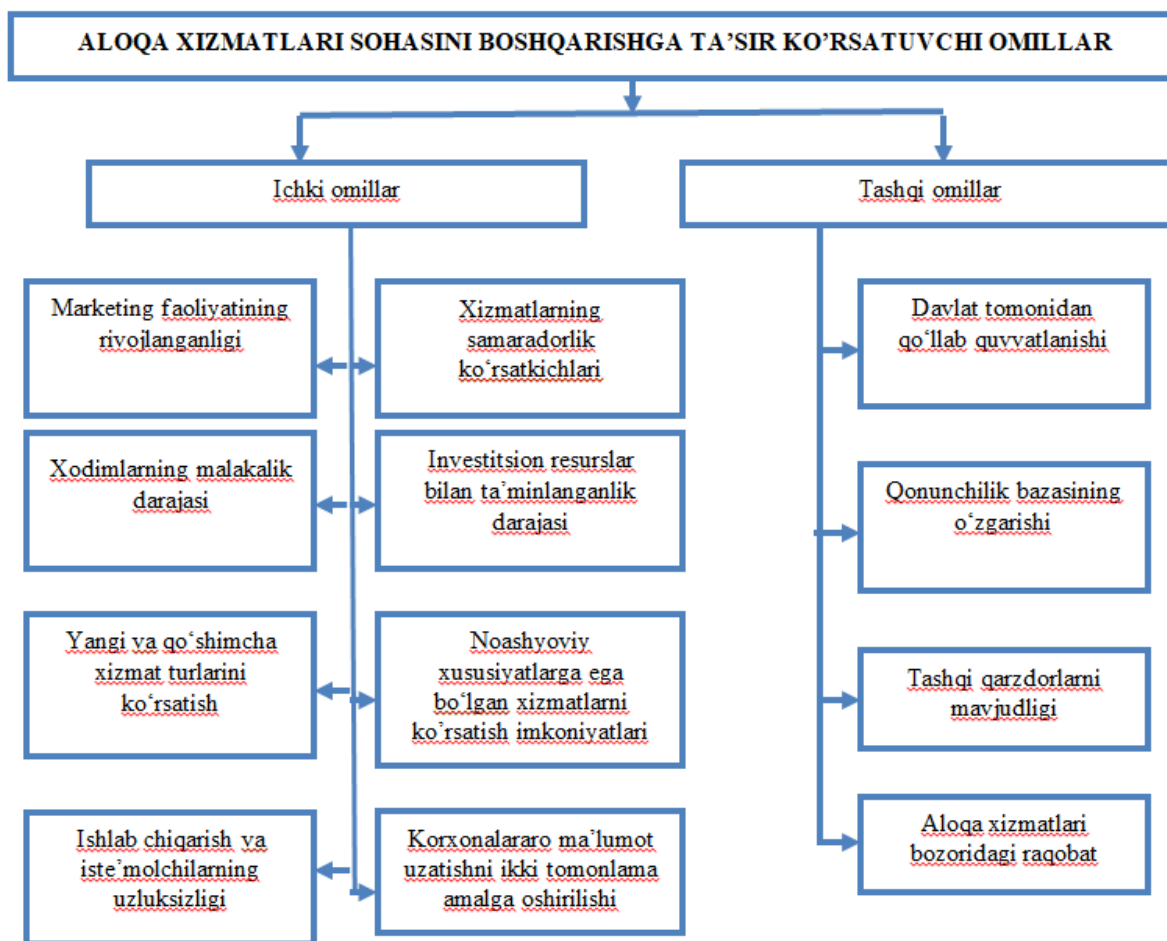 ALOQA XIZMATLARI SOHASINI BOSHQARISHGA TA’SIR KO’RSATUVCHI OMILLAR
Ichki omillar
Tashqi omillar
Marketing faoliyatining
rivojlanganligi
Xizmatlarning
samaradorlik
ko‘rsatkichlari
Davlat tomonidan
qo‘llab quvvatlanishi
Xodimlarning malakalik
darajasi
Investitsion resurslar
bilan ta’minlanganlik
darajasi
Qonunchilik bazasining
o‘zgarishi
Yangi va qo‘shimcha
xizmat turlarini
ko‘rsatish
Noashyoviy
xususiyatlarga ega
bo‘lgan xizmatlarni
ko’rsatish imkoniyatlari
Tashqi qarzdorlarni
mavjudligi
Ishlab chiqarish va
iste’molchilarning
uzluksizligi
Korxonalararo ma’lumot
uzatishni ikki tomonlama
amalga oshirilishi
Aloqa xizmatlari
bozoridagi raqobat